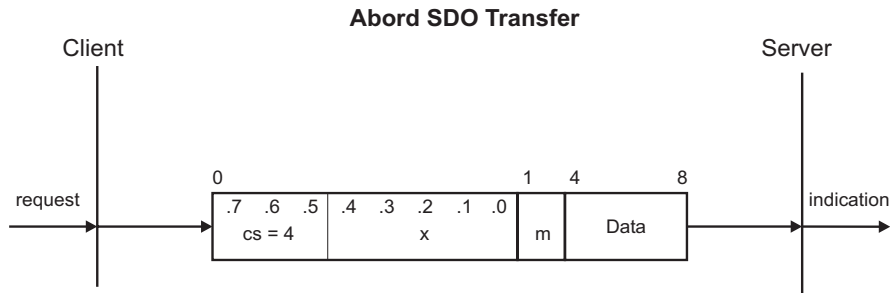 Abord SDO Transfer
Client
Server
0 1 4 8
request
.7 .6 .5 .4 .3 .2 .1 .0
indication
cs = 4 x m Data